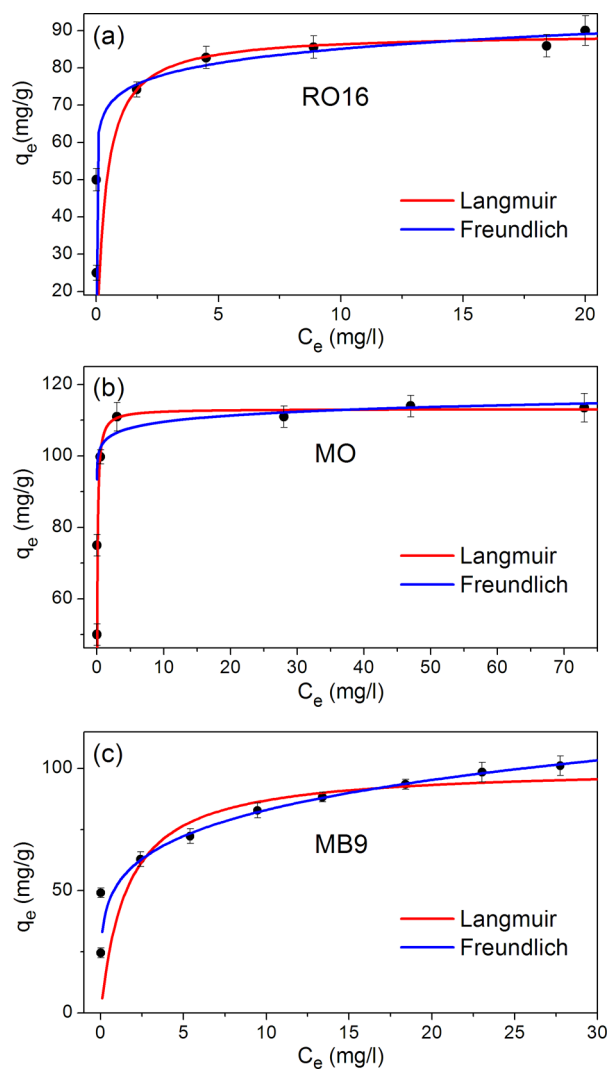 (a)
90
80
70
60
50
40
30
20
qe(mg/g)
RO16
Langmuir
Freundlich
0 5 10 15 20
Ce (mg/l)
(b)
120
100
80
60
qe (mg/g)
MO
Langmuir
Freundlich
0 10 20 30 40 50 60 70
Ce (mg/l)
(c)
100
50
0
qe (mg/g)
MB9
Langmuir
Freundlich
0 5 10 15 20 25 30
Ce (mg/l)